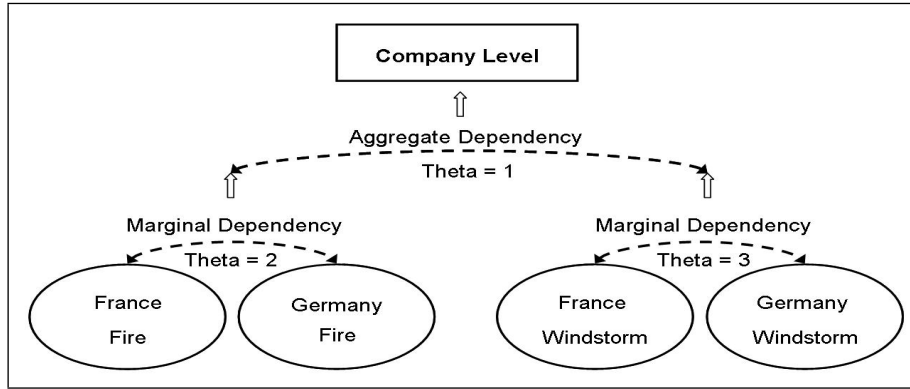 Company Level
Aggregate Dependency
Theta = 1
Marginal Dependency
Marginal Dependency
Theta = 2
Theta = 3
France
Fire
Germany
Fire
France
Windstorm
Germany
Windstorm